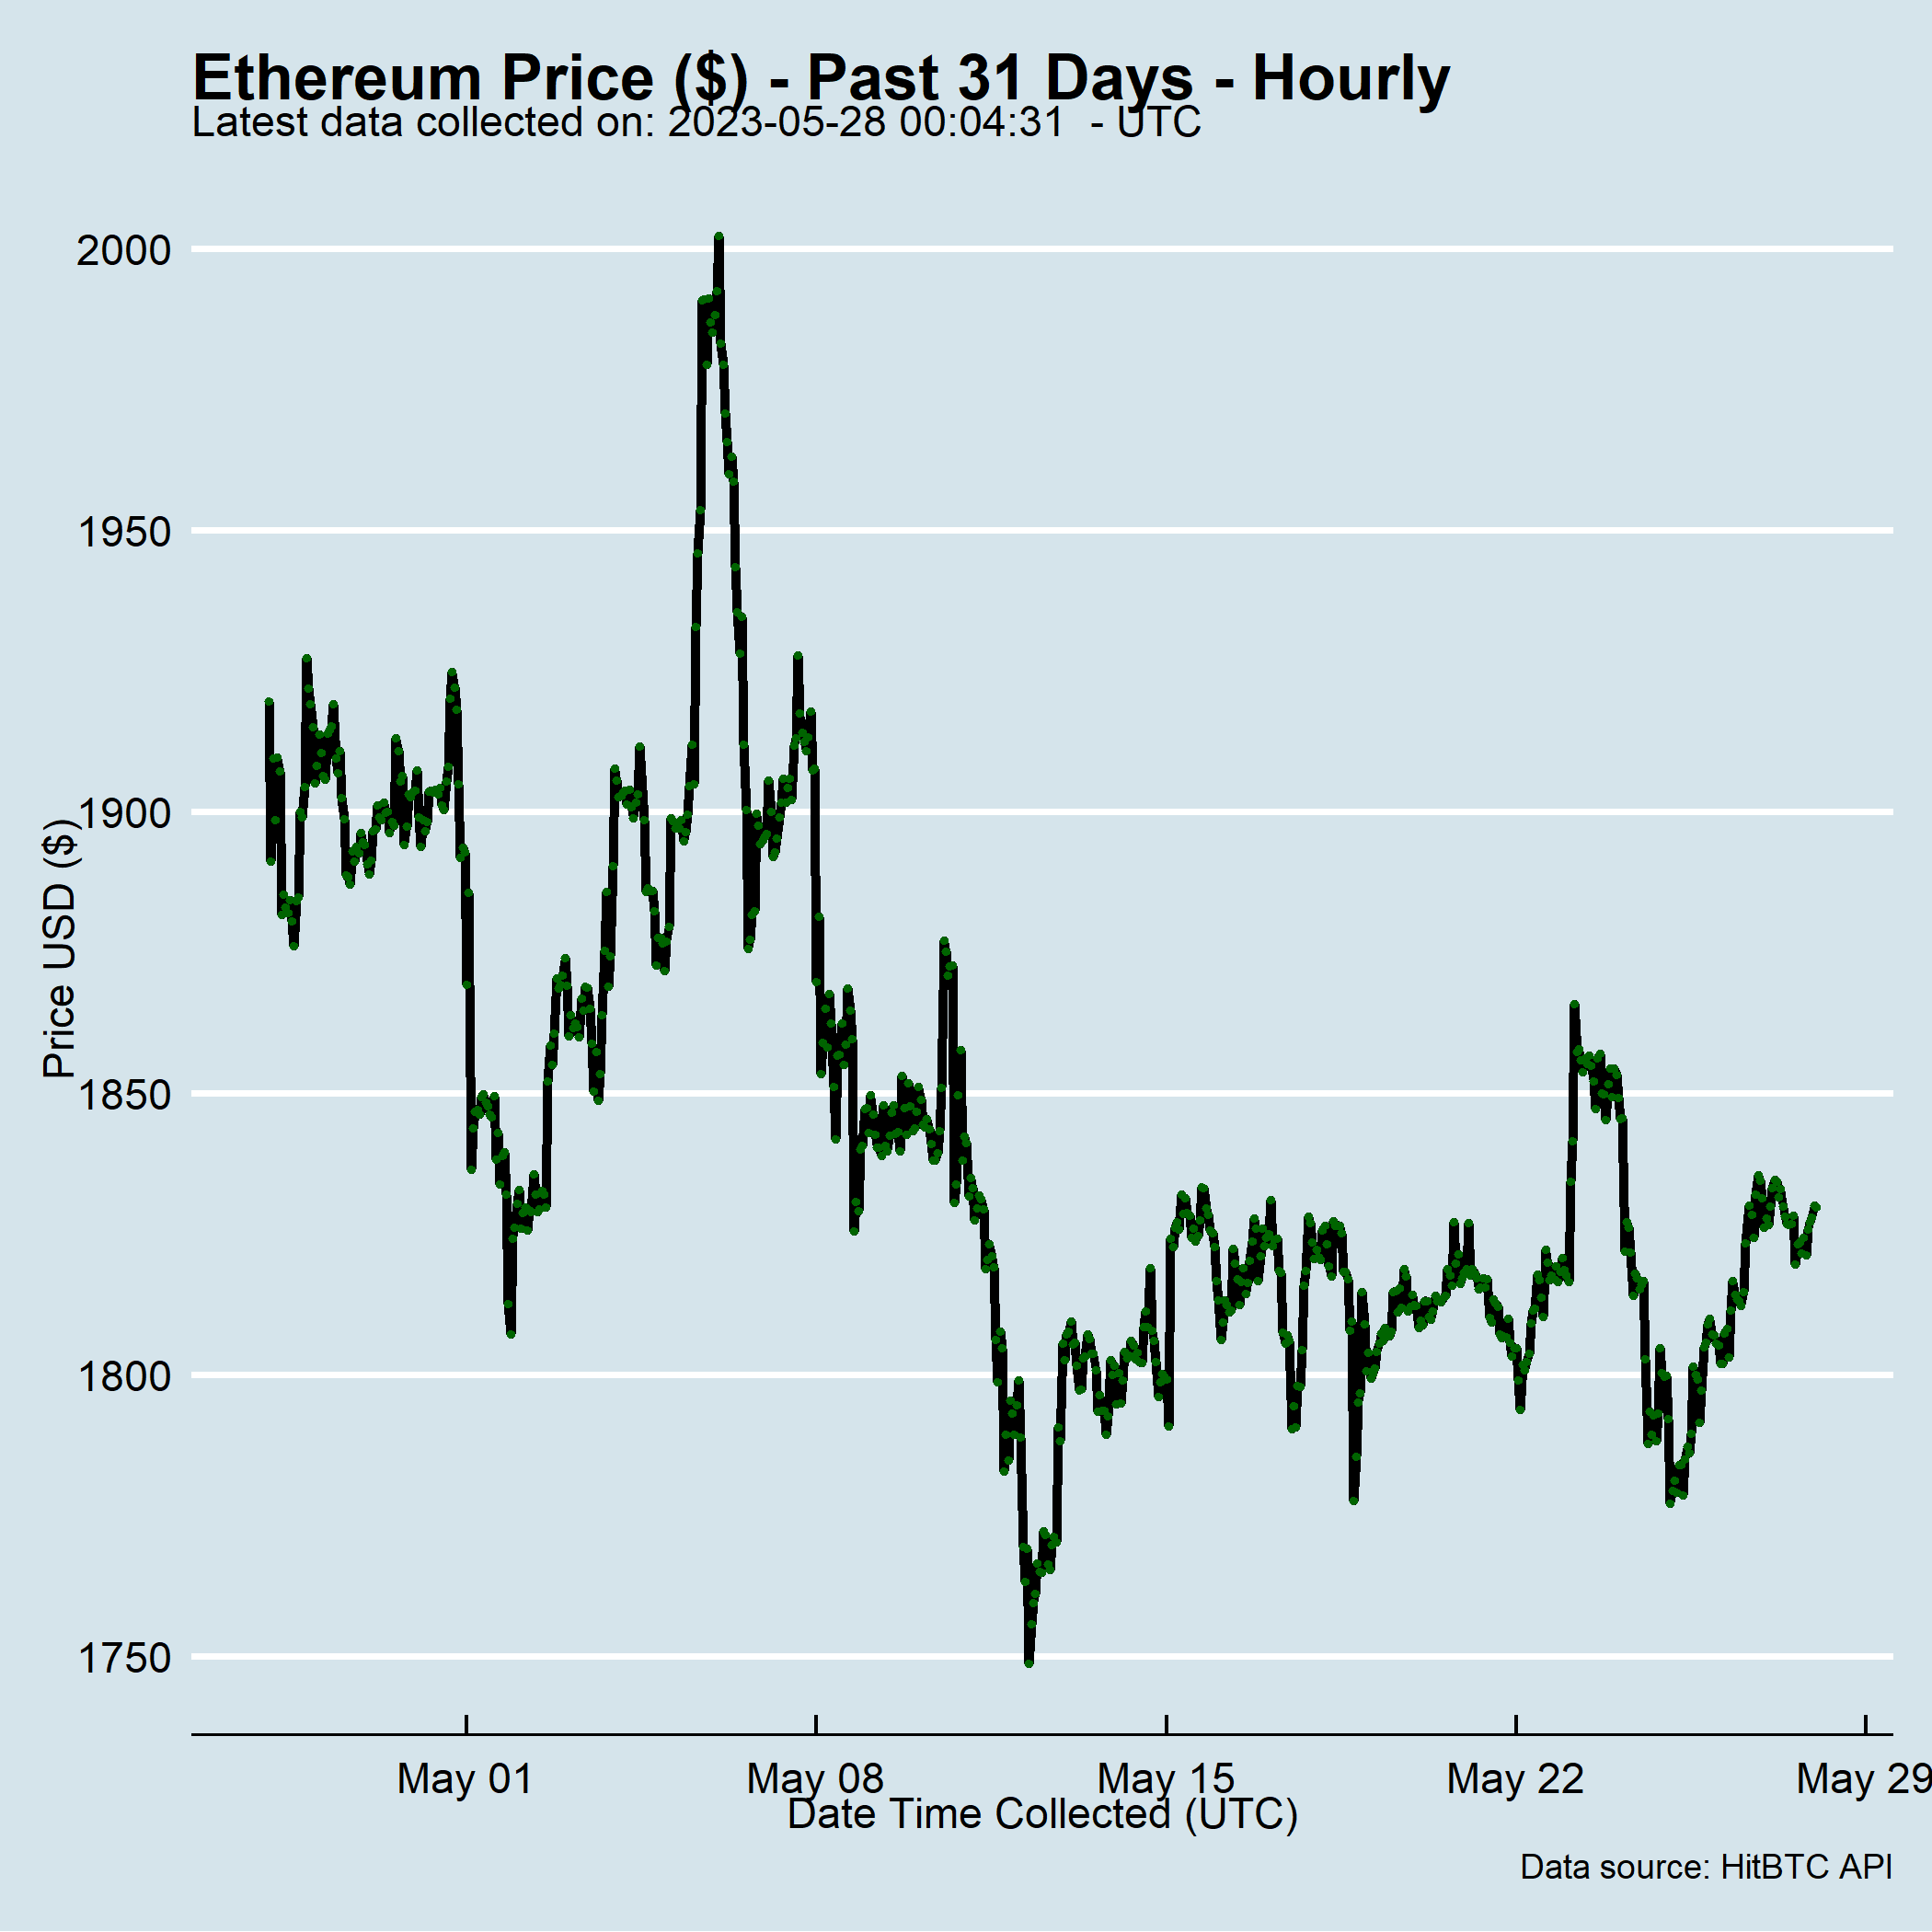 Ethereum Price ($) - Past 31 Days - Hourly
Latest data collected on: 2023-05-28 00:04:31  - UTC
2000
1950
1900
1850
1800
1750
Price USD ($)
May 01
May 08
May 15
May 22
May 29
Date Time Collected (UTC)
Data source: HitBTC API